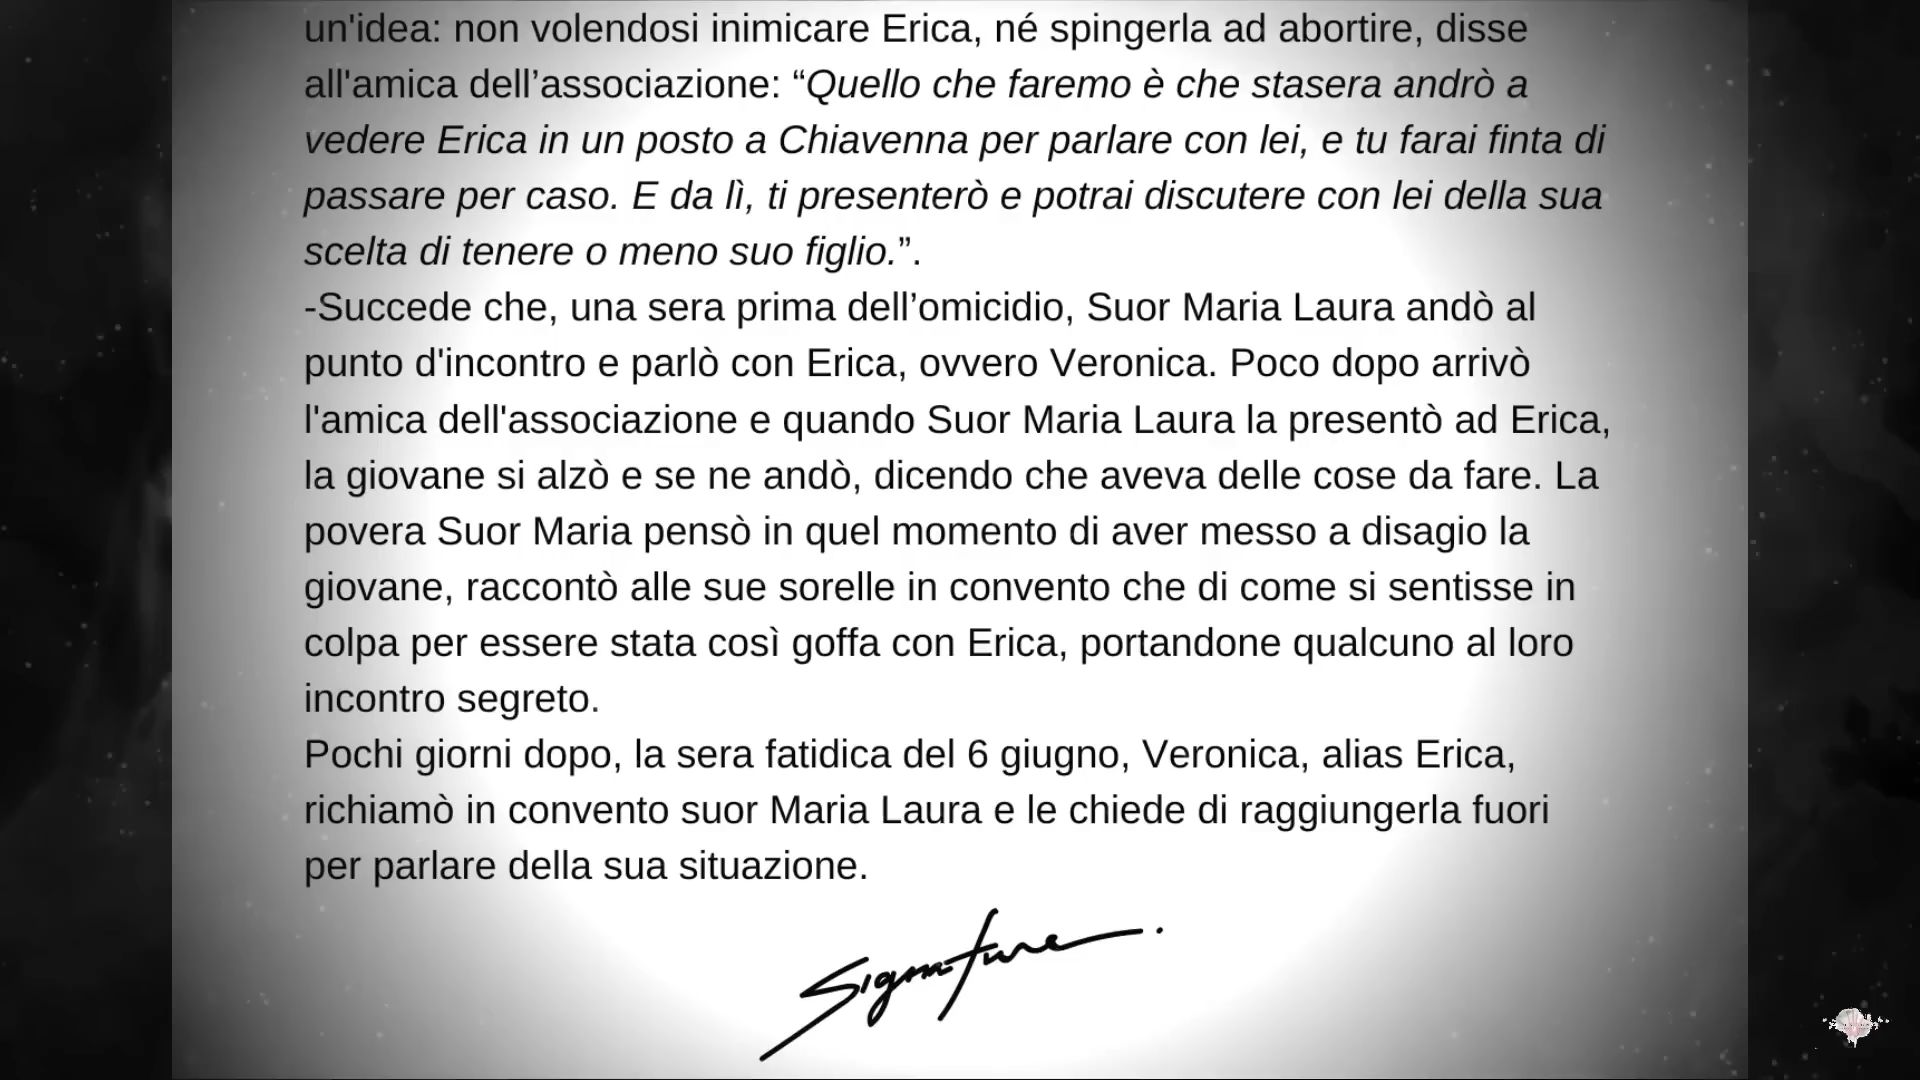 un'idea: non volendosi inimicare Erica, né spingerla ad abortire, disse
all'amica dell’associazione: “Quello che faremo è che stasera andrò a
vedere Erica in un posto a Chiavenna per parlare con lei, e tu farai finta di
passare per caso. E da lì, ti presenterò e potrai discutere con lei della sua
scelta di tenere o meno suo figlio.”.
-Succede che, una sera prima dell’omicidio, Suor Maria Laura andò al
punto d'incontro e parlò con Erica, ovvero Veronica. Poco dopo arrivò
l'amica dell'associazione e quando Suor Maria Laura la presentò ad Erica,
la giovane si alzò e se ne andò, dicendo che aveva delle cose da fare. La
povera Suor Maria pensò in quel momento di aver messo a disagio la
giovane, raccontò alle sue sorelle in convento che di come si sentisse in
colpa per essere stata così goffa con Erica, portandone qualcuno al loro
incontro segreto.
Pochi giorni dopo, la sera fatidica del 6 giugno, Veronica, alias Erica,
richiamò in convento suor Maria Laura e le chiede di raggiungerla fuori
per parlare della sua situazione.
Signature